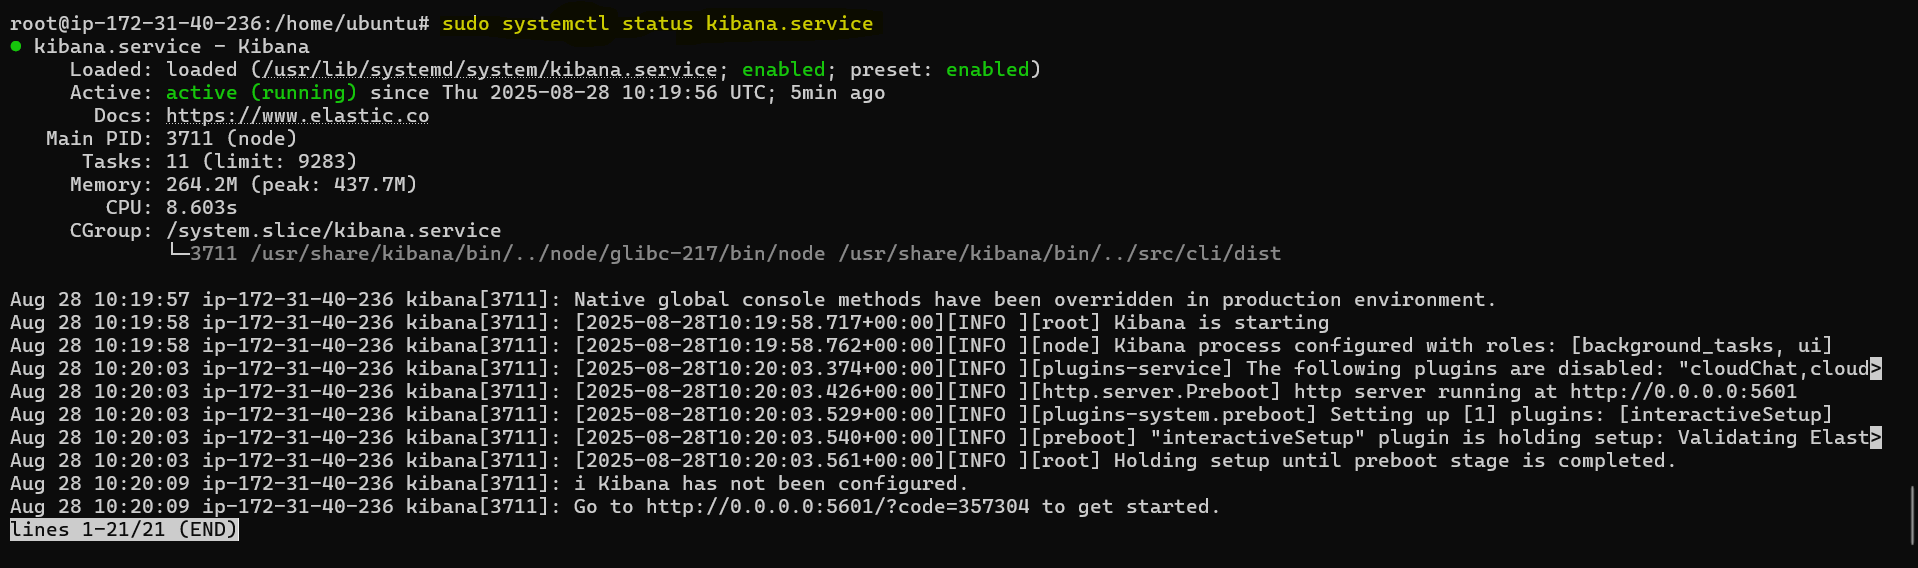 root@ip-172-31-40-236:/home/ubuntu# sudo systemctl status kibana.service
● kibana.service - Kibana
     Loaded: loaded (/usr/lib/systemd/system/kibana.service; enabled; preset: enabled)
     Active: active (running) since Thu 2025-08-28 10:19:56 UTC; 5min ago
       Docs: https://www.elastic.co
   Main PID: 3711 (node)
      Tasks: 11 (limit: 9283)
     Memory: 264.2M (peak: 437.7M)
        CPU: 8.603s
     CGroup: /system.slice/kibana.service
             └─3711 /usr/share/kibana/bin/../node/glibc-217/bin/node /usr/share/kibana/bin/../src/cli/dist
Aug 28 10:19:57 ip-172-31-40-236 kibana[3711]: Native global console methods have been overridden in production environment.
Aug 28 10:19:58 ip-172-31-40-236 kibana[3711]: [2025-08-28T10:19:58.717+00:00][INFO ][root] Kibana is starting
Aug 28 10:19:58 ip-172-31-40-236 kibana[3711]: [2025-08-28T10:19:58.762+00:00][INFO ][node] Kibana process configured with roles: [background_tasks, ui]
Aug 28 10:20:03 ip-172-31-40-236 kibana[3711]: [2025-08-28T10:20:03.374+00:00][INFO ][plugins-service] The following plugins are disabled: "cloudChat,cloud>
Aug 28 10:20:03 ip-172-31-40-236 kibana[3711]: [2025-08-28T10:20:03.426+00:00][INFO ][http.server.Preboot] http server running at http://0.0.0.0:5601
Aug 28 10:20:03 ip-172-31-40-236 kibana[3711]: [2025-08-28T10:20:03.529+00:00][INFO ][plugins-system.preboot] Setting up [1] plugins: [interactiveSetup]
Aug 28 10:20:03 ip-172-31-40-236 kibana[3711]: [2025-08-28T10:20:03.540+00:00][INFO ][preboot] "interactiveSetup" plugin is holding setup: Validating Elast>
Aug 28 10:20:03 ip-172-31-40-236 kibana[3711]: [2025-08-28T10:20:03.561+00:00][INFO ][root] Holding setup until preboot stage is completed.
Aug 28 10:20:09 ip-172-31-40-236 kibana[3711]: i Kibana has not been configured.
Aug 28 10:20:09 ip-172-31-40-236 kibana[3711]: Go to http://0.0.0.0:5601/?code=357304 to get started.
lines 1-21/21 (END)